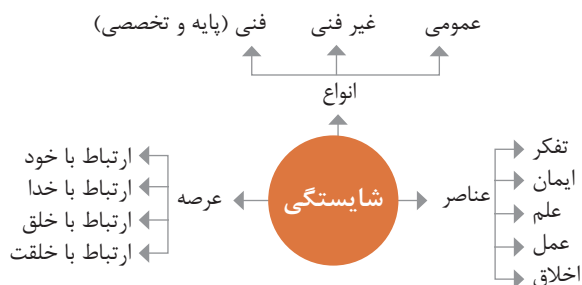 عمومی
غیر فنی
فنی (پایه و تخصصی)
انواع
شایستگی
عناصر
تفکر
ایمان
علم
عمل
اخلاق
عرصه
ارتباط با خود
ارتباط با خدا
ارتباط با خلق
ارتباط با خلقت